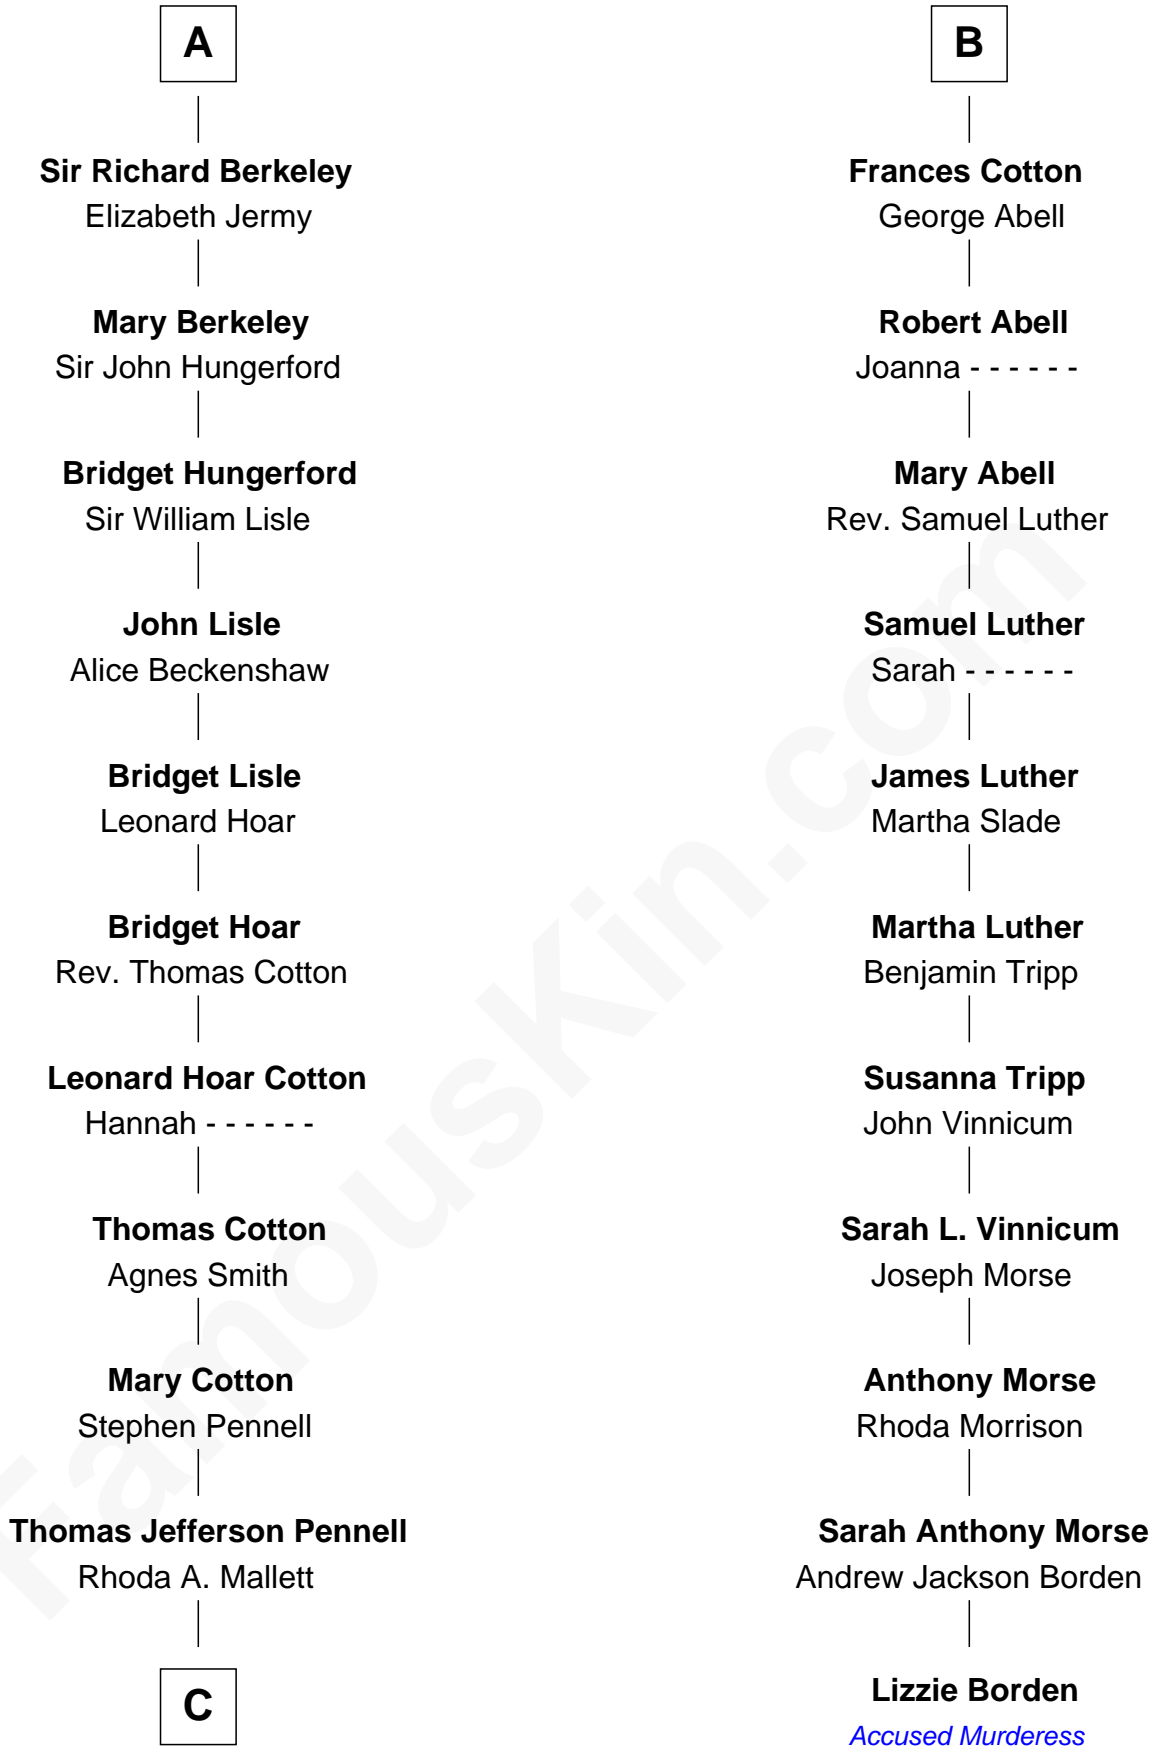 A
Sir Richard Berkeley
Elizabeth Jermy
Mary Berkeley
Sir John Hungerford
Bridget Hungerford
Sir William Lisle
John Lisle
Alice Beckenshaw
Bridget Lisle
Leonard Hoar
Bridget Hoar
Rev. Thomas Cotton
Leonard Hoar Cotton
Hannah - - - - - -
Thomas Cotton
Agnes Smith
Mary Cotton
Stephen Pennell
Thomas Jefferson Pennell
Rhoda A. Mallett
C
B
Frances Cotton
George Abell
Robert Abell
Joanna - - - - - -
Mary Abell
Rev. Samuel Luther
Samuel Luther
Sarah - - - - - -
James Luther
Martha Slade
Martha Luther
Benjamin Tripp
Susanna Tripp
John Vinnicum
Sarah L. Vinnicum
Joseph Morse
Anthony Morse
Rhoda Morrison
Sarah Anthony Morse
Andrew Jackson Borden
Lizzie Borden
Accused Murderess
FamousKin.com